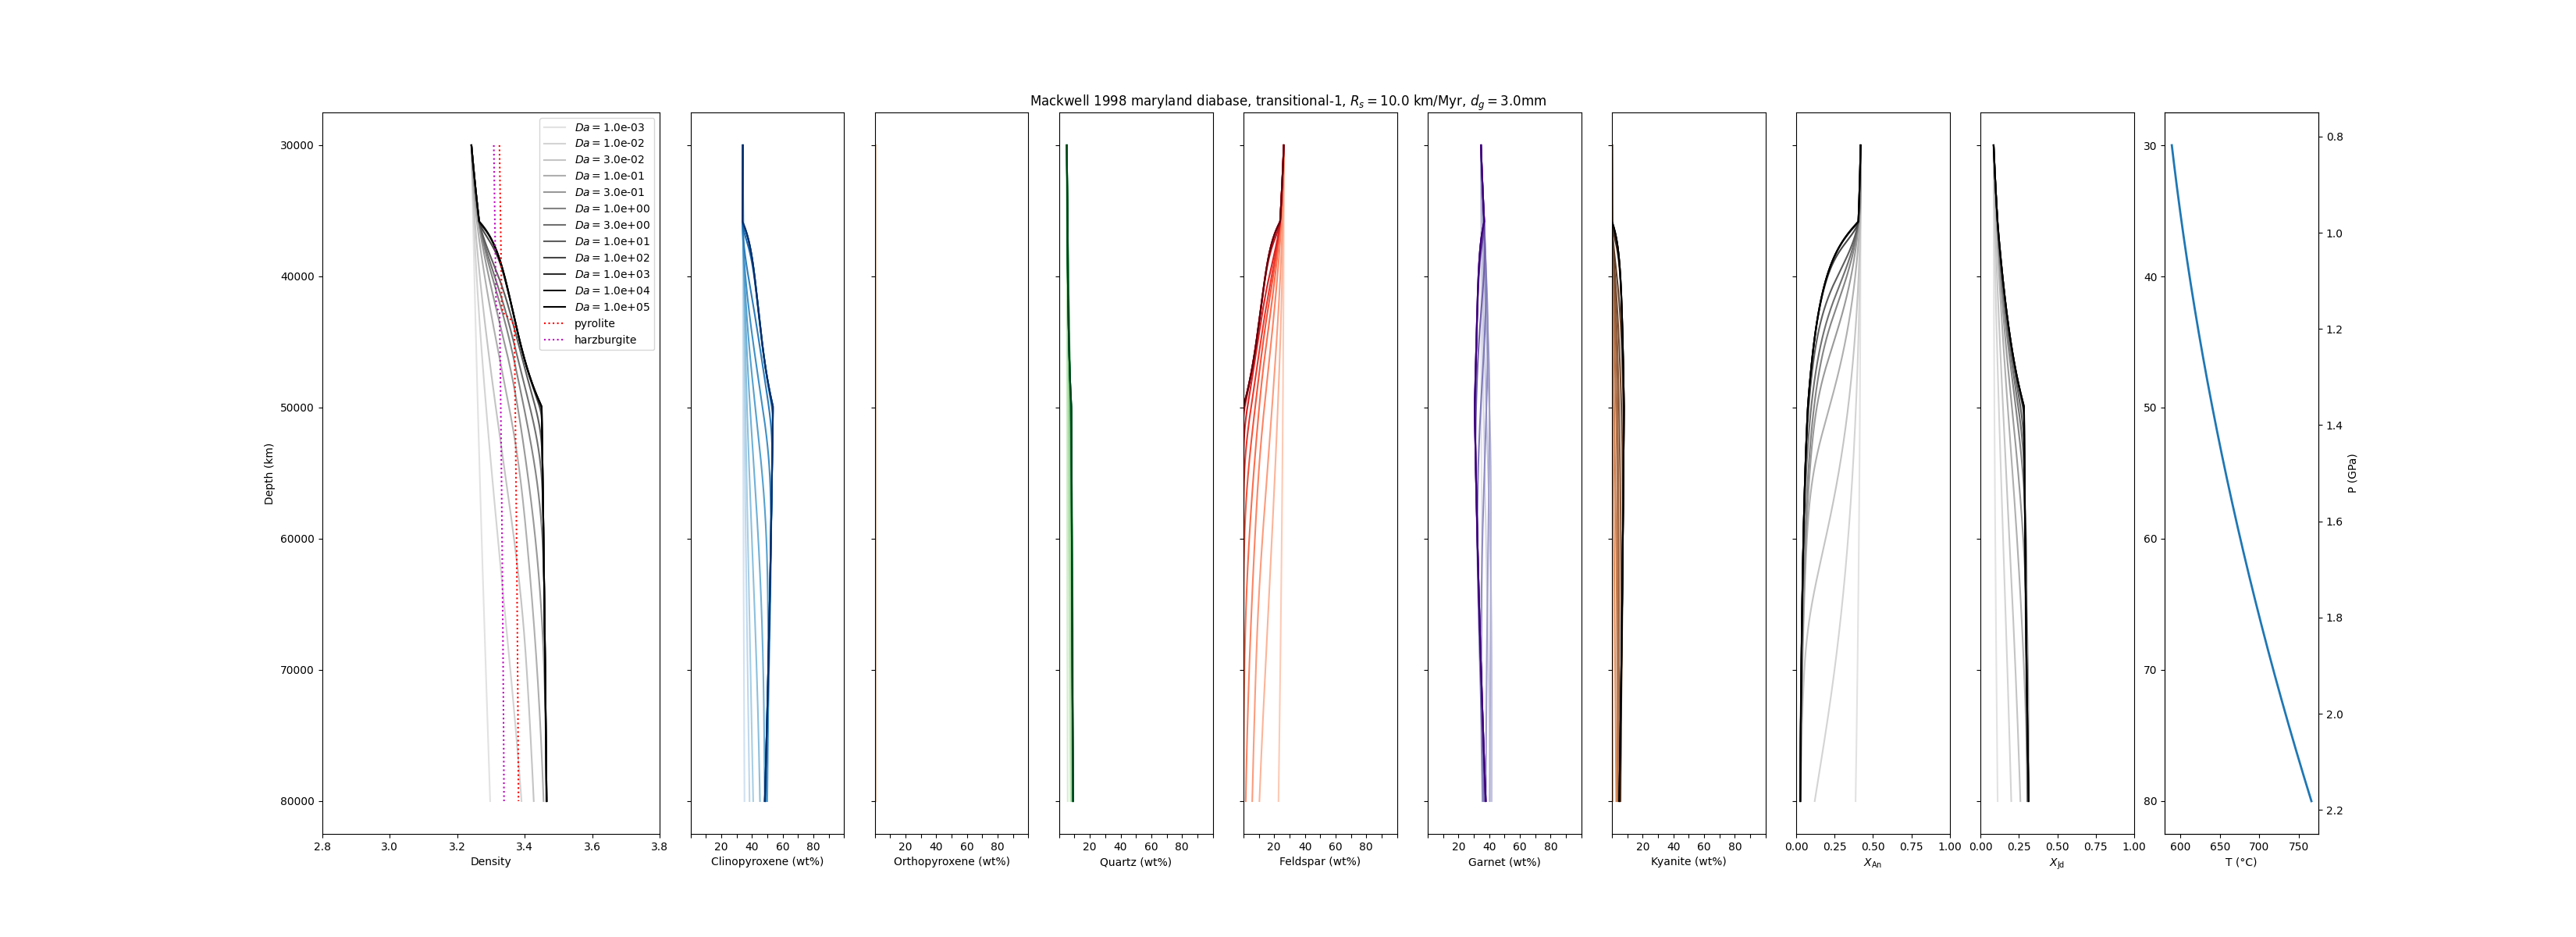 Mackwell 1998 maryland diabase, transitional-1, R_s = 10.0 km/Myr, d_g = 3.0mm
Da = 1.0e-03
Da = 1.0e-02
Da = 3.0e-02
Da = 1.0e-01
Da = 3.0e-01
Da = 1.0e+00
Da = 3.0e+00
Da = 1.0e+01
Da = 1.0e+02
Da = 1.0e+03
Da = 1.0e+04
Da = 1.0e+05
pyrolite
harzburgite
Depth (km)
30000
40000
50000
60000
70000
80000
2.8 3.0 3.2 3.4 3.6 3.8
Density
20 40 60 80
Clinopyroxene (wt%)
20 40 60 80
Orthopyroxene (wt%)
20 40 60 80
Quartz (wt%)
20 40 60 80
Feldspar (wt%)
20 40 60 80
Garnet (wt%)
20 40 60 80
Kyanite (wt%)
0.00 0.25 0.50 0.75 1.00
X_An
0.00 0.25 0.50 0.75 1.00
X_Jd
30
40
50
60
70
80
600 650 700 750
T (°C)
0.8
1.0
1.2
1.4
1.6
1.8
2.0
2.2
P (GPa)